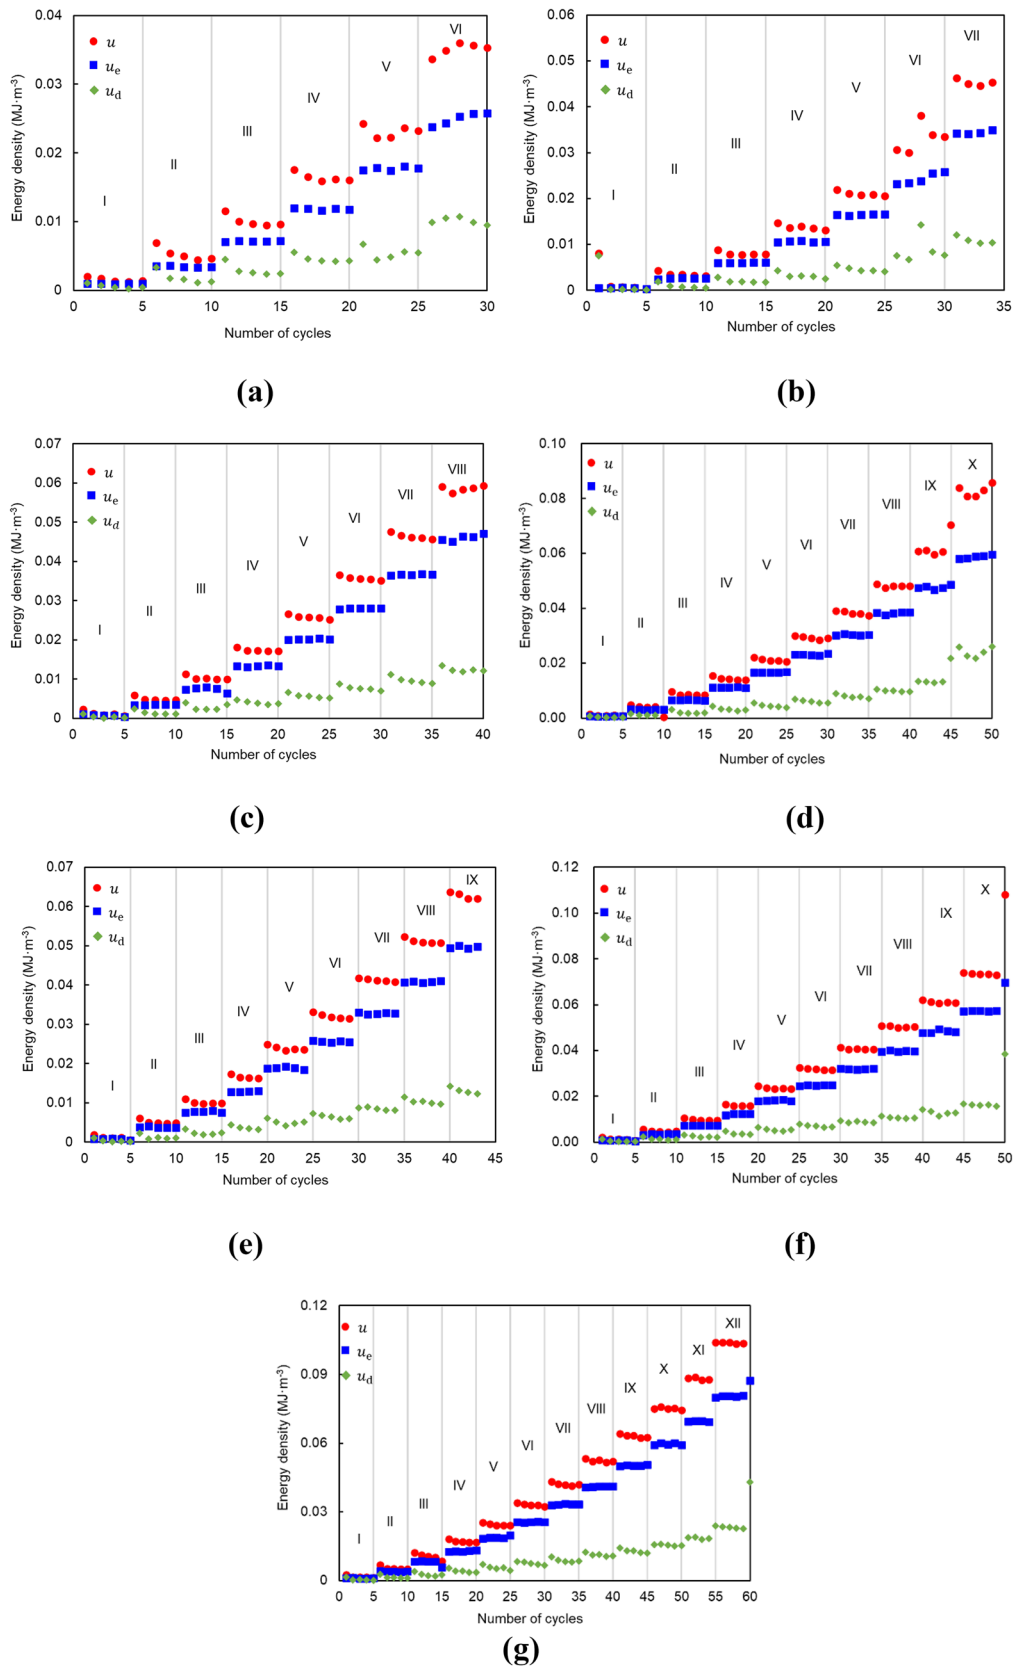 0.04
0.03
0.02
0.01
0
Energy density (MJ·m⁻³)
u
uₑ
u_d
I
II
III
IV
V
VI
0 5 10 15 20 25 30
Number of cycles
(a)
0.06
0.05
0.04
0.03
0.02
0.01
0
Energy density (MJ·m⁻³)
u
uₑ
u_d
I
II
III
IV
V
VI
VII
0 5 10 15 20 25 30 35
Number of cycles
(b)
0.07
0.06
0.05
0.04
0.03
0.02
0.01
0
Energy density (MJ·m⁻³)
u
uₑ
u_d
I
II
III
IV
V
VI
VII
VIII
0 5 10 15 20 25 30 35 40
Number of cycles
(c)
0.10
0.08
0.06
0.04
0.02
0.00
Energy density (MJ·m⁻³)
u
uₑ
u_d
I
II
III
IV
V
VI
VII
VIII
IX
X
0 5 10 15 20 25 30 35 40 45 50
Number of cycles
(d)
0.07
0.06
0.05
0.04
0.03
0.02
0.01
0
Energy density (MJ·m⁻³)
u
uₑ
u_d
I
II
III
IV
V
VI
VII
VIII
IX
0 5 10 15 20 25 30 35 40 45
Number of cycles
(e)
0.12
0.10
0.08
0.06
0.04
0.02
0.00
Energy density (MJ·m⁻³)
u
uₑ
u_d
I
II
III
IV
V
VI
VII
VIII
IX
X
0 5 10 15 20 25 30 35 40 45 50
Number of cycles
(f)
0.12
0.09
0.06
0.03
0
Energy density (MJ·m⁻³)
u
uₑ
u_d
I
II
III
IV
V
VI
VII
VIII
IX
X
XI
XII
0 5 10 15 20 25 30 35 40 45 50 55 60
Number of cycles
(g)